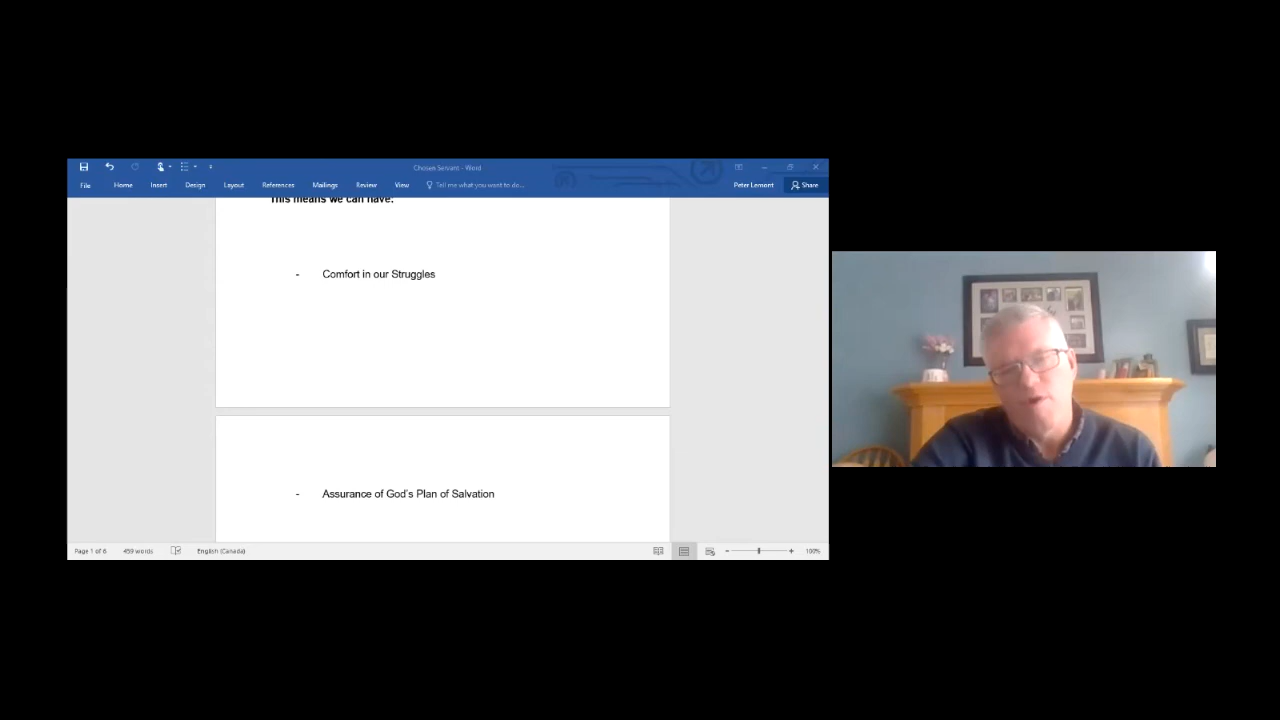 Chosen Servant - Word
File Home Insert Design Layout References Mailings Review View Tell me what you want to do... Peter Lemont Share
This means we can have:
- Comfort in our Struggles
- Assurance of God's Plan of Salvation
Page 1 of 6 459 words English (Canada) 100%